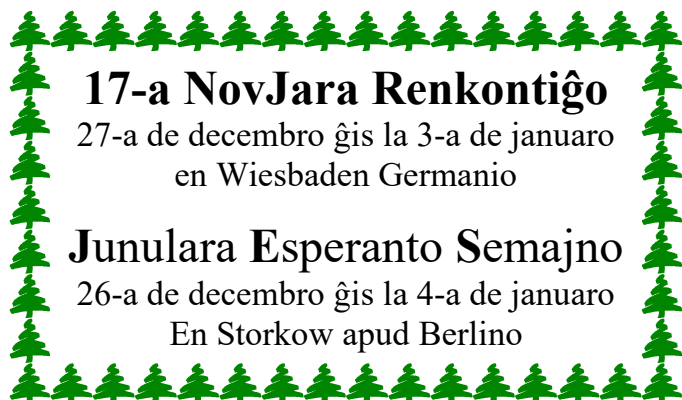 17-a NovJara Renkontiĝo
27-a de decembro ĝis la 3-a de januaro
en Wiesbaden Germanio
Junulara Esperanto Semajno
26-a de decembro ĝis la 4-a de januaro
En Storkow apud Berlino